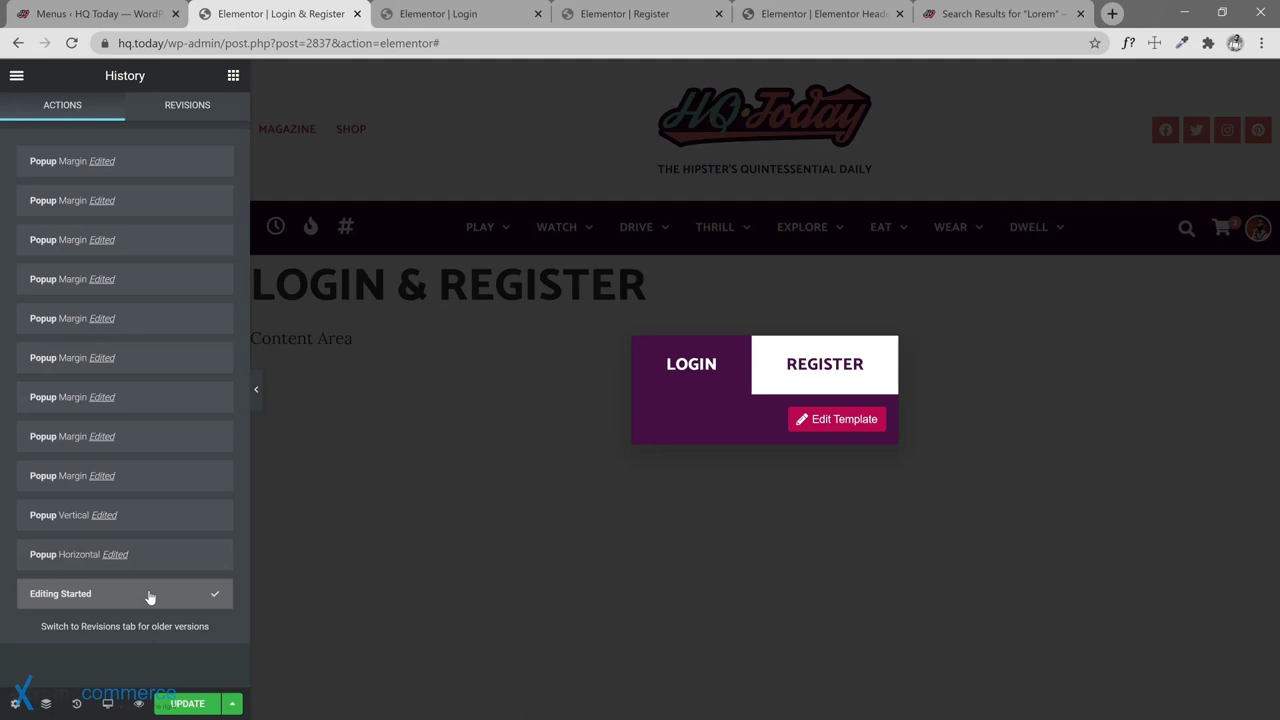 Menus ‹ HQ Today — WordP
Elementor | Login & Register
Elementor | Login
Elementor | Register
Elementor | Elementor Heade
Search Results for “Lorem” –
hq.today/wp-admin/post.php?post=2837&action=elementor#
f?
History
ACTIONS
REVISIONS
Popup Margin Edited
Popup Margin Edited
Popup Margin Edited
Popup Margin Edited
Popup Margin Edited
Popup Margin Edited
Popup Margin Edited
Popup Margin Edited
Popup Margin Edited
Popup Vertical Edited
Popup Horizontal Edited
Editing Started
Switch to Revisions tab for older versions
commerce
UPDATE
MAGAZINE
SHOP
HQ•Today
THE HIPSTER'S QUINTESSENTIAL DAILY
#
PLAY
WATCH
DRIVE
THRILL
EXPLORE
EAT
WEAR
DWELL
3
LOGIN & REGISTER
Content Area
LOGIN
REGISTER
Edit Template